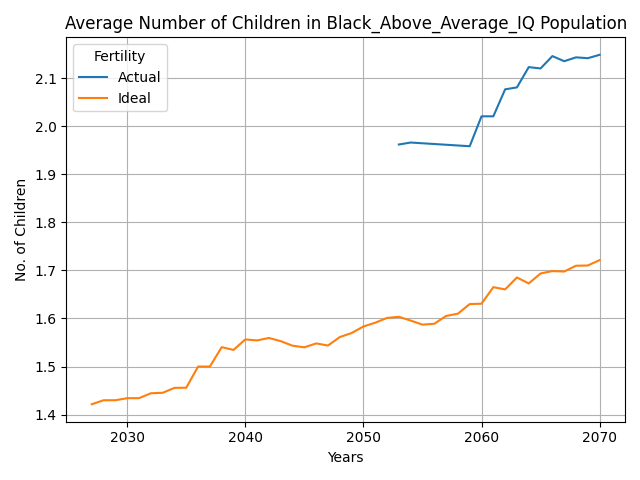 Average Number of Children in Black_Above_Average_IQ Population
Fertility
Actual
Ideal
2.1
2.0
1.9
1.8
1.7
1.6
1.5
1.4
No. of Children
2030 2040 2050 2060 2070
Years